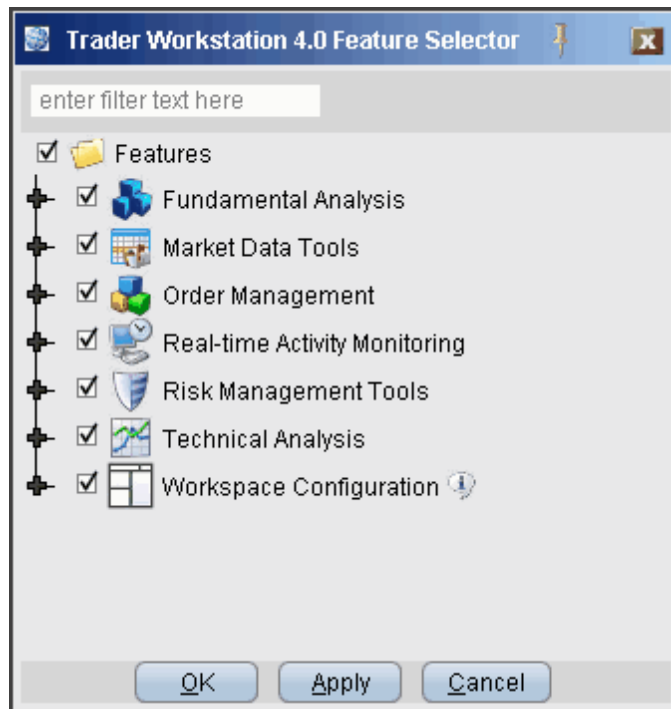 Trader Workstation 4.0 Feature Selector
enter filter text here
Features
Fundamental Analysis
Market Data Tools
Order Management
Real-time Activity Monitoring
Risk Management Tools
Technical Analysis
Workspace Configuration
OK Apply Cancel